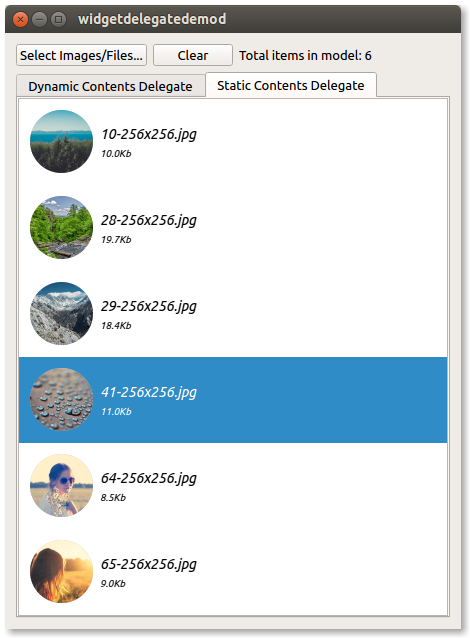 widgetdelegatedemod
Select Images/Files... Clear Total items in model: 6
Dynamic Contents Delegate Static Contents Delegate
10-256x256.jpg
10.0Kb
28-256x256.jpg
19.7Kb
29-256x256.jpg
18.4Kb
41-256x256.jpg
11.0Kb
64-256x256.jpg
8.5Kb
65-256x256.jpg
9.0Kb